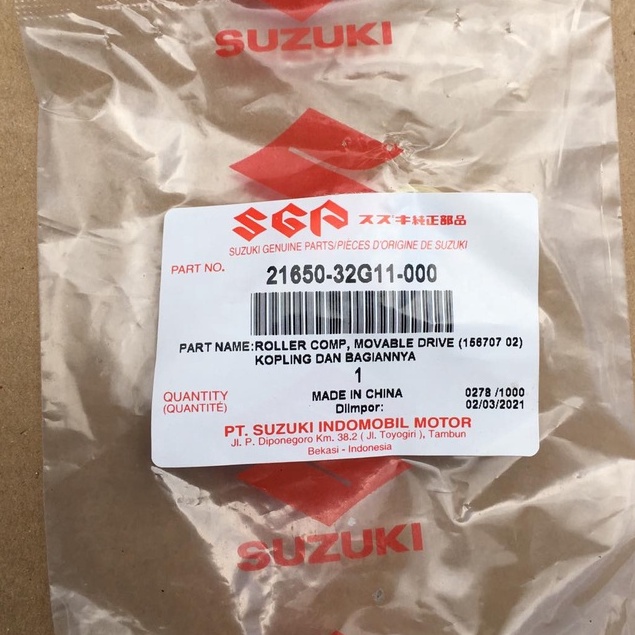 SUZUKI
SGP スズキ純正部品
SUZUKI GENUINE PARTS/PIÈCES D'ORIGINE DE SUZUKI
PART NO. 21650-32G11-000
PART NAME:ROLLER COMP, MOVABLE DRIVE (156707 02)
KOPLING DAN BAGIANNYA
1
QUANTITY MADE IN CHINA 0278 /1000
(QUANTITÉ) DIImpor: 02/03/2021
PT. SUZUKI INDOMOBIL MOTOR
Jl. P. Diponegoro Km. 38.2 ( Jl. Toyogiri ), Tambun
Bekasi - Indonesia
SUZUKI